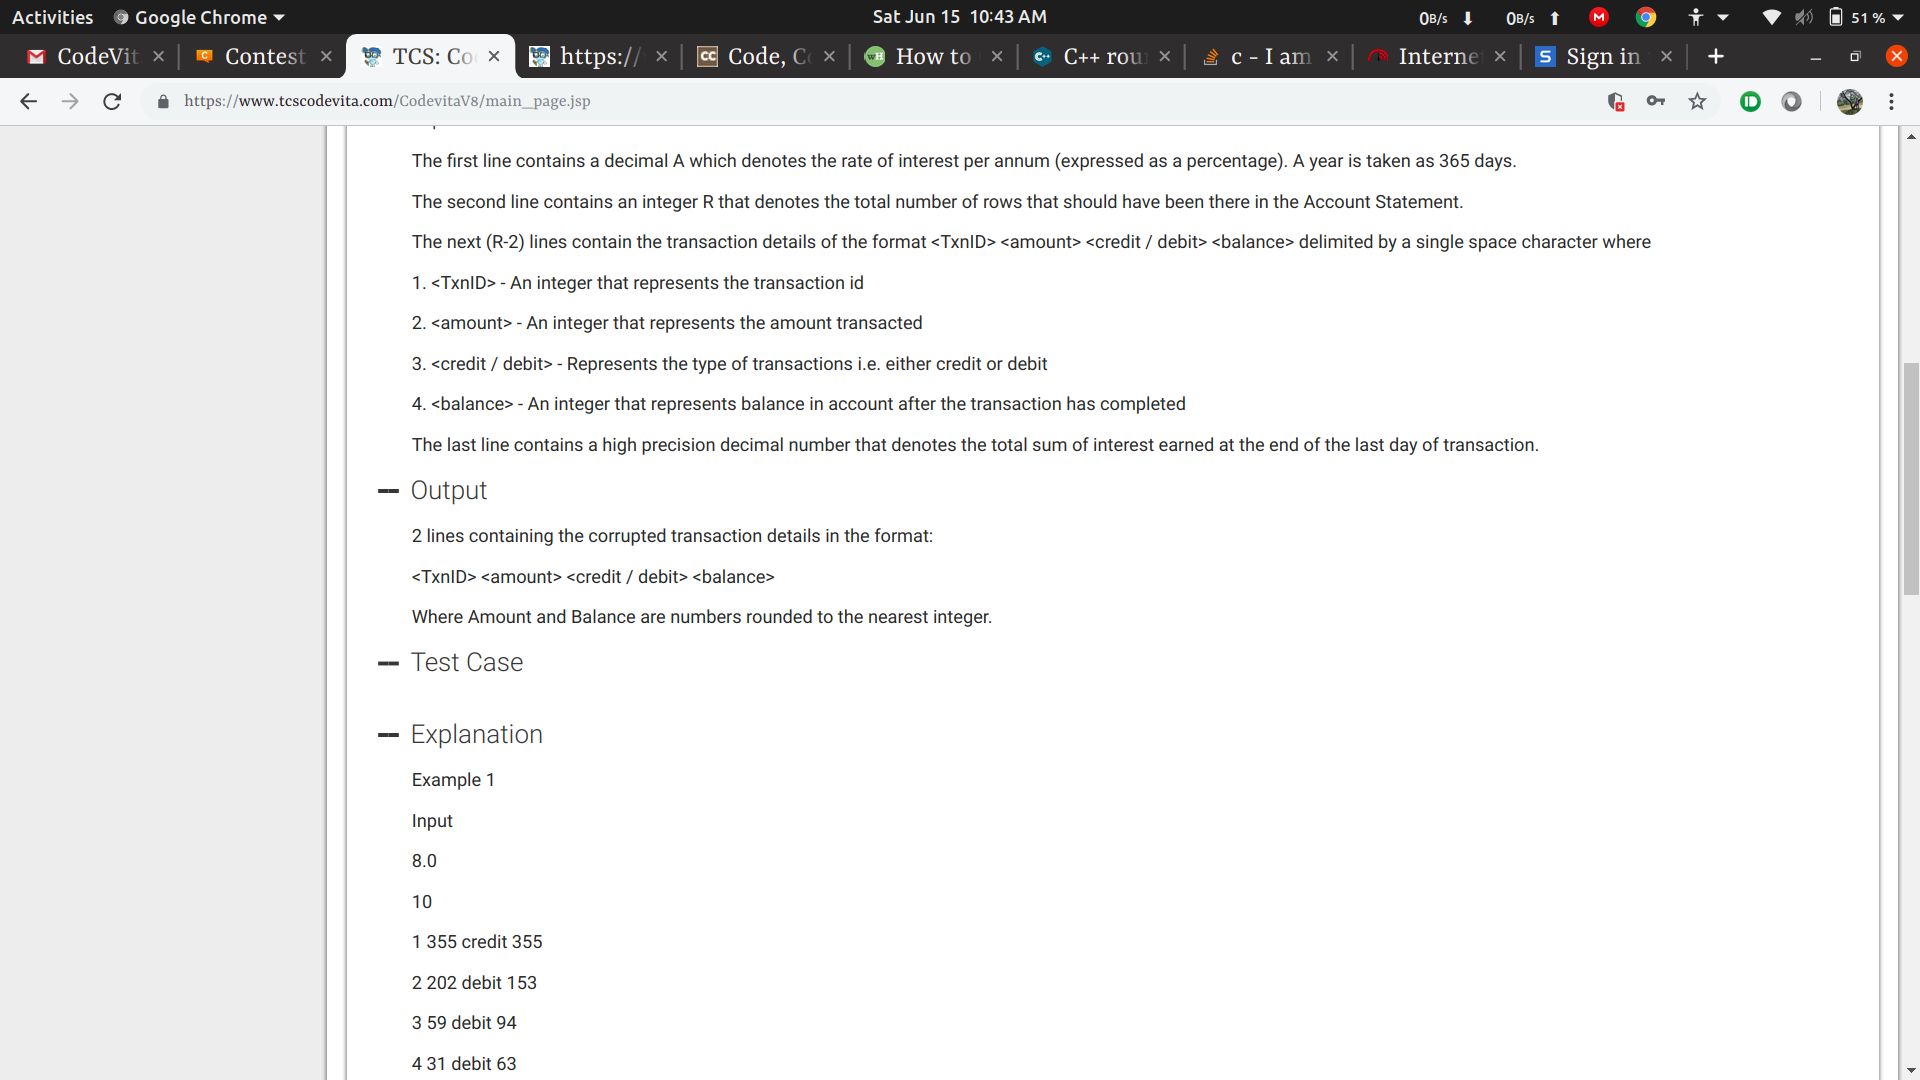 Activities Google Chrome Sat Jun 15 10:43 AM 0B/s 0B/s M 51 %
CodeVit Contest TCS: Co https:// CC Code, C How to C++ rou c - I am Interne S Sign in
https://www.tcscodevita.com/CodevitaV8/main_page.jsp
The first line contains a decimal A which denotes the rate of interest per annum (expressed as a percentage). A year is taken as 365 days.
The second line contains an integer R that denotes the total number of rows that should have been there in the Account Statement.
The next (R-2) lines contain the transaction details of the format <TxnID> <amount> <credit / debit> <balance> delimited by a single space character where
1. <TxnID> - An integer that represents the transaction id
2. <amount> - An integer that represents the amount transacted
3. <credit / debit> - Represents the type of transactions i.e. either credit or debit
4. <balance> - An integer that represents balance in account after the transaction has completed
The last line contains a high precision decimal number that denotes the total sum of interest earned at the end of the last day of transaction.
Output
2 lines containing the corrupted transaction details in the format:
<TxnID> <amount> <credit / debit> <balance>
Where Amount and Balance are numbers rounded to the nearest integer.
Test Case
Explanation
Example 1
Input
8.0
10
1 355 credit 355
2 202 debit 153
3 59 debit 94
4 31 debit 63